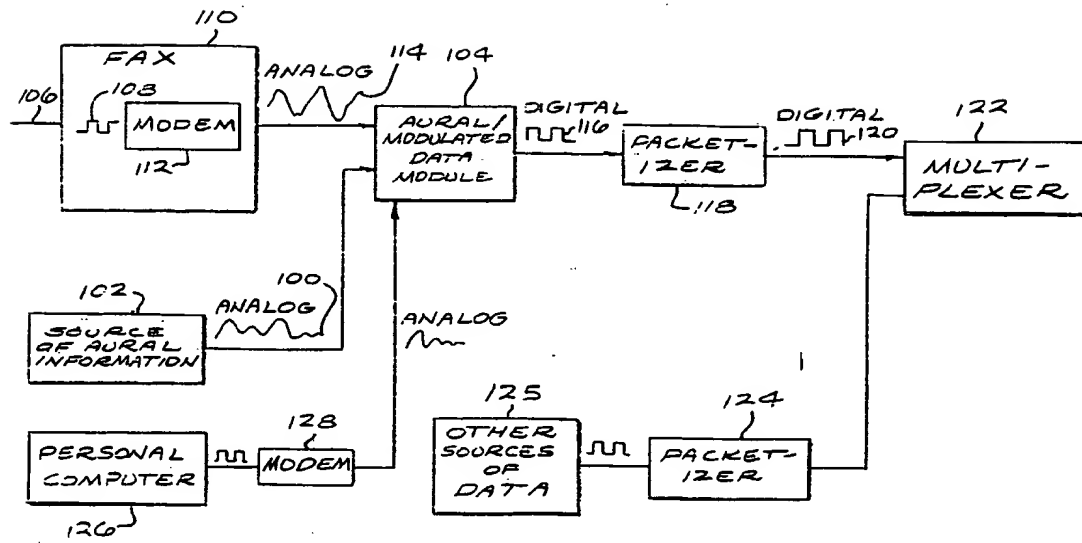 110
FAX
106
108
MODEM
112
ANALOG
114
104
AURAL/
MODULATED
DATA
MODULE
DIGITAL
116
PACKET-
IZER
118
DIGITAL
120
122
MULTI-
PLEXER
102
SOURCE
OF AURAL
INFORMATION
ANALOG
100
ANALOG
PERSONAL
COMPUTER
126
128
MODEM
125
OTHER
SOURCES
OF
DATA
124
PACKET-
IZER